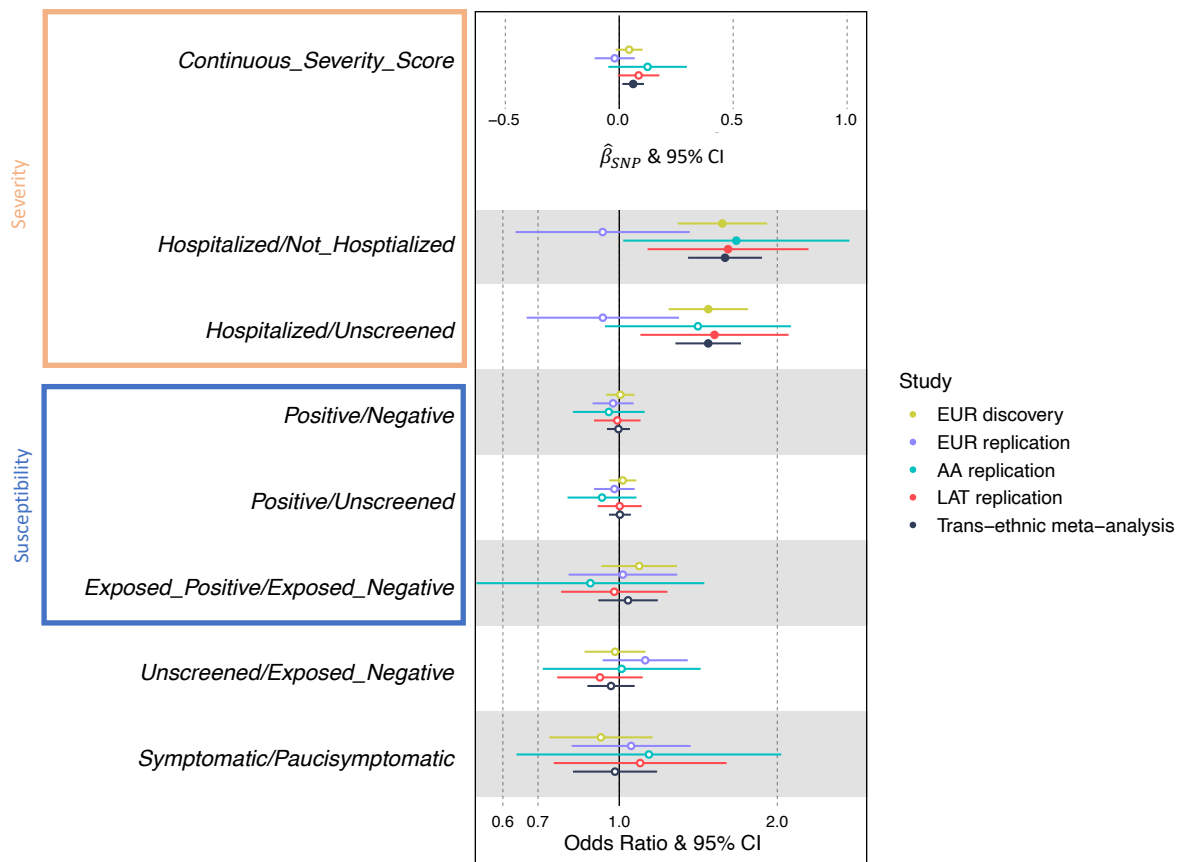 Severity
Continuous_Severity_Score
−0.5 0.0 0.5 1.0
β̂SNP & 95% CI
Hospitalized/Not_Hosptialized
Hospitalized/Unscreened
Susceptibility
Positive/Negative
Positive/Unscreened
Exposed_Positive/Exposed_Negative
Unscreened/Exposed_Negative
Symptomatic/Paucisymptomatic
0.6 0.7 1.0 2.0
Odds Ratio & 95% CI
Study
EUR discovery
EUR replication
AA replication
LAT replication
Trans−ethnic meta−analysis